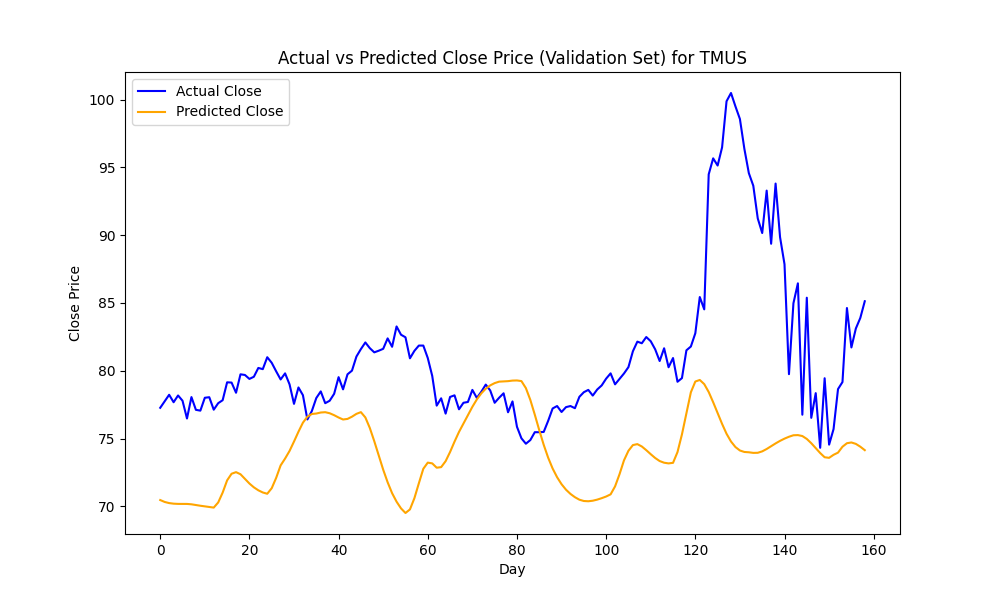 Actual vs Predicted Close Price (Validation Set) for TMUS
Actual Close
Predicted Close
Close Price
100
95
90
85
80
75
70
0 20 40 60 80 100 120 140 160
Day